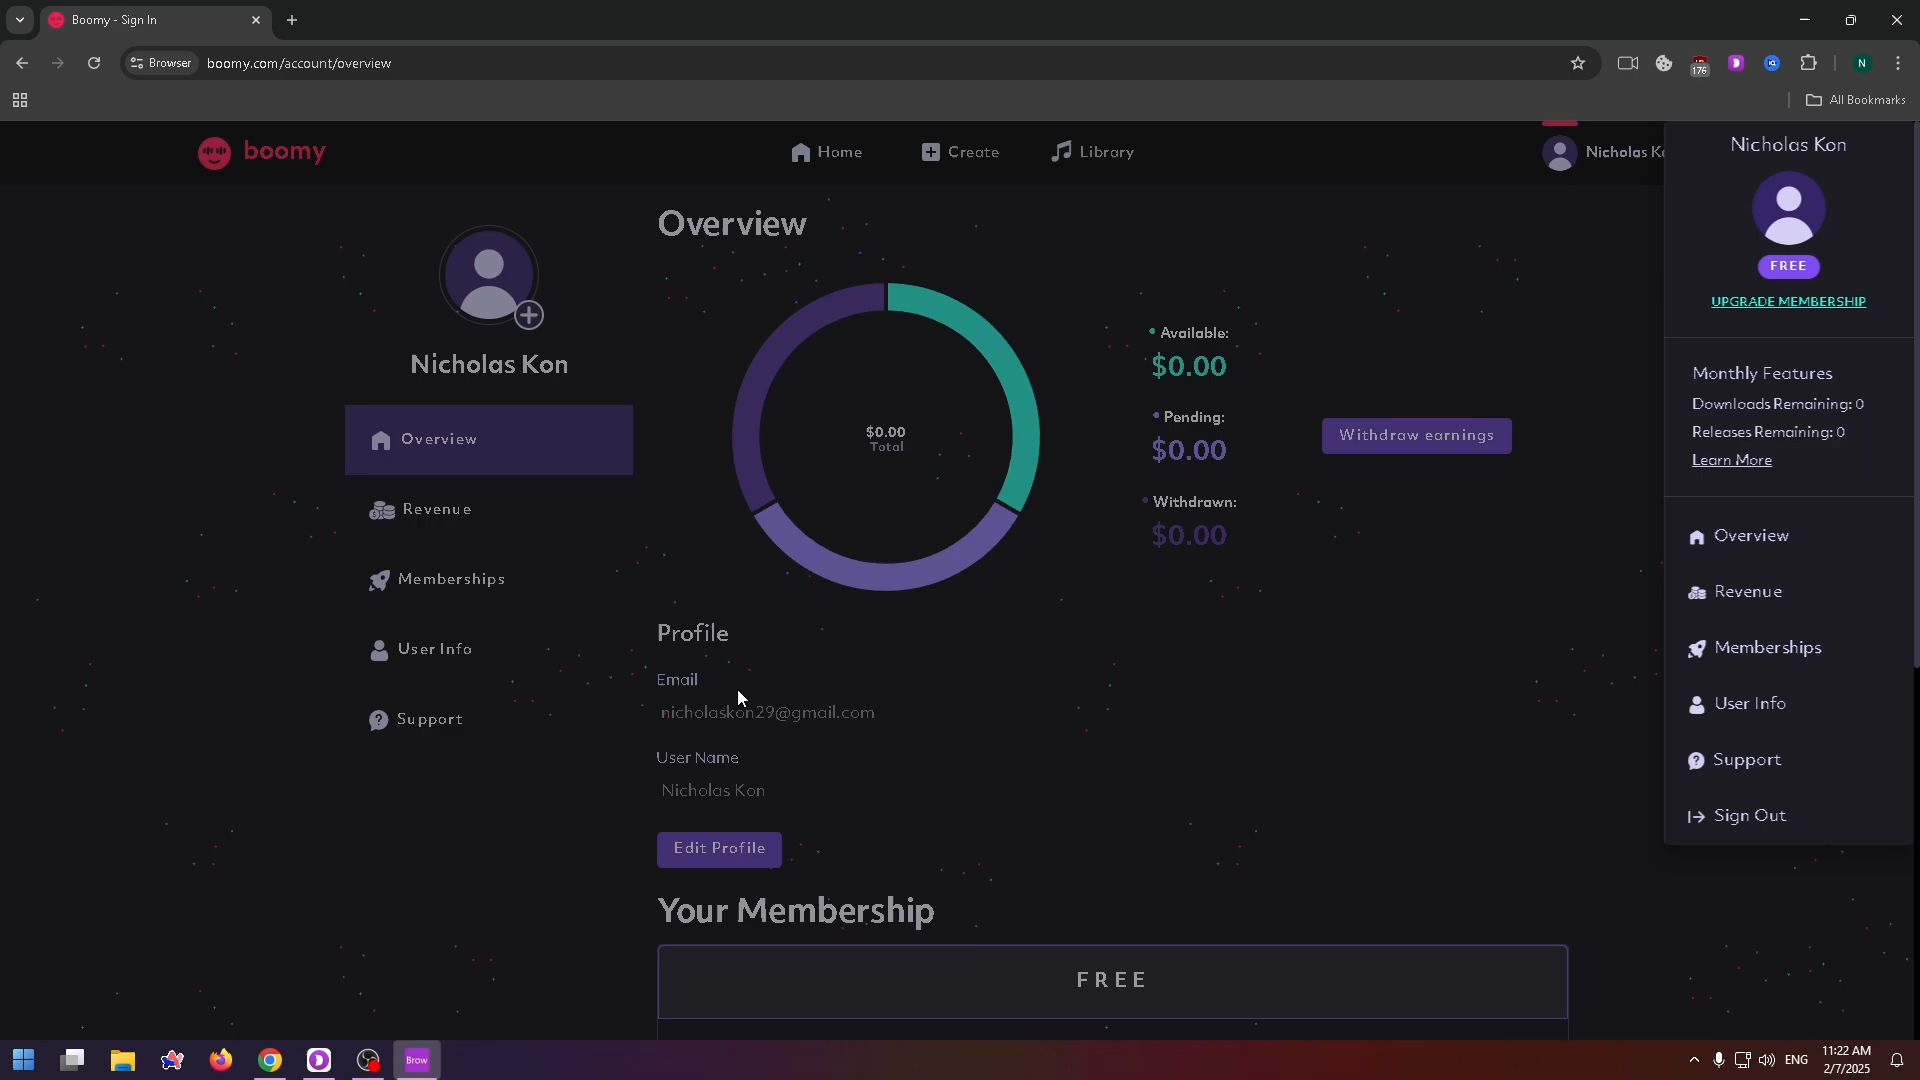 Boomy - Sign In
Browser
boomy.com/account/overview
176
N
All Bookmarks
boomy
Home
Create
Library
Nicholas Ko
Overview
Nicholas Kon
Overview
Revenue
Memberships
User Info
Support
$0.00
Total
Available:
$0.00
Pending:
$0.00
Withdrawn:
$0.00
Withdraw earnings
Profile
Email
nicholaskon29@gmail.com
User Name
Nicholas Kon
Edit Profile
Your Membership
FREE
Nicholas Kon
FREE
UPGRADE MEMBERSHIP
Monthly Features
Downloads Remaining: 0
Releases Remaining: 0
Learn More
Overview
Revenue
Memberships
User Info
Support
Sign Out
Brow
ENG
11:22 AM
2/7/2025